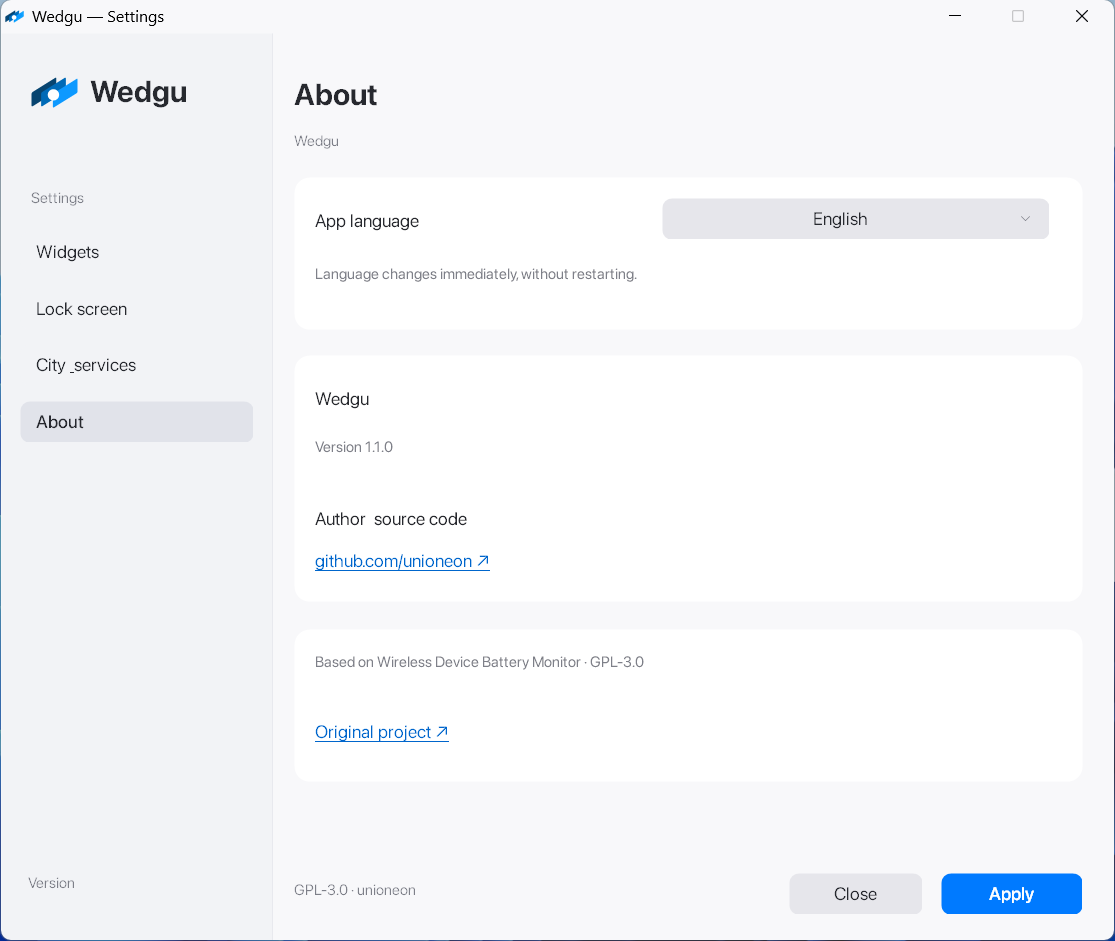 Wedgu — Settings
Wedgu
Settings
Widgets
Lock screen
City _services
About
Version
About
Wedgu
App language
English
Language changes immediately, without restarting.
Wedgu
Version 1.1.0
Author  source code
github.com/unioneon ↗
Based on Wireless Device Battery Monitor · GPL-3.0
Original project ↗
GPL-3.0 · unioneon
Close
Apply